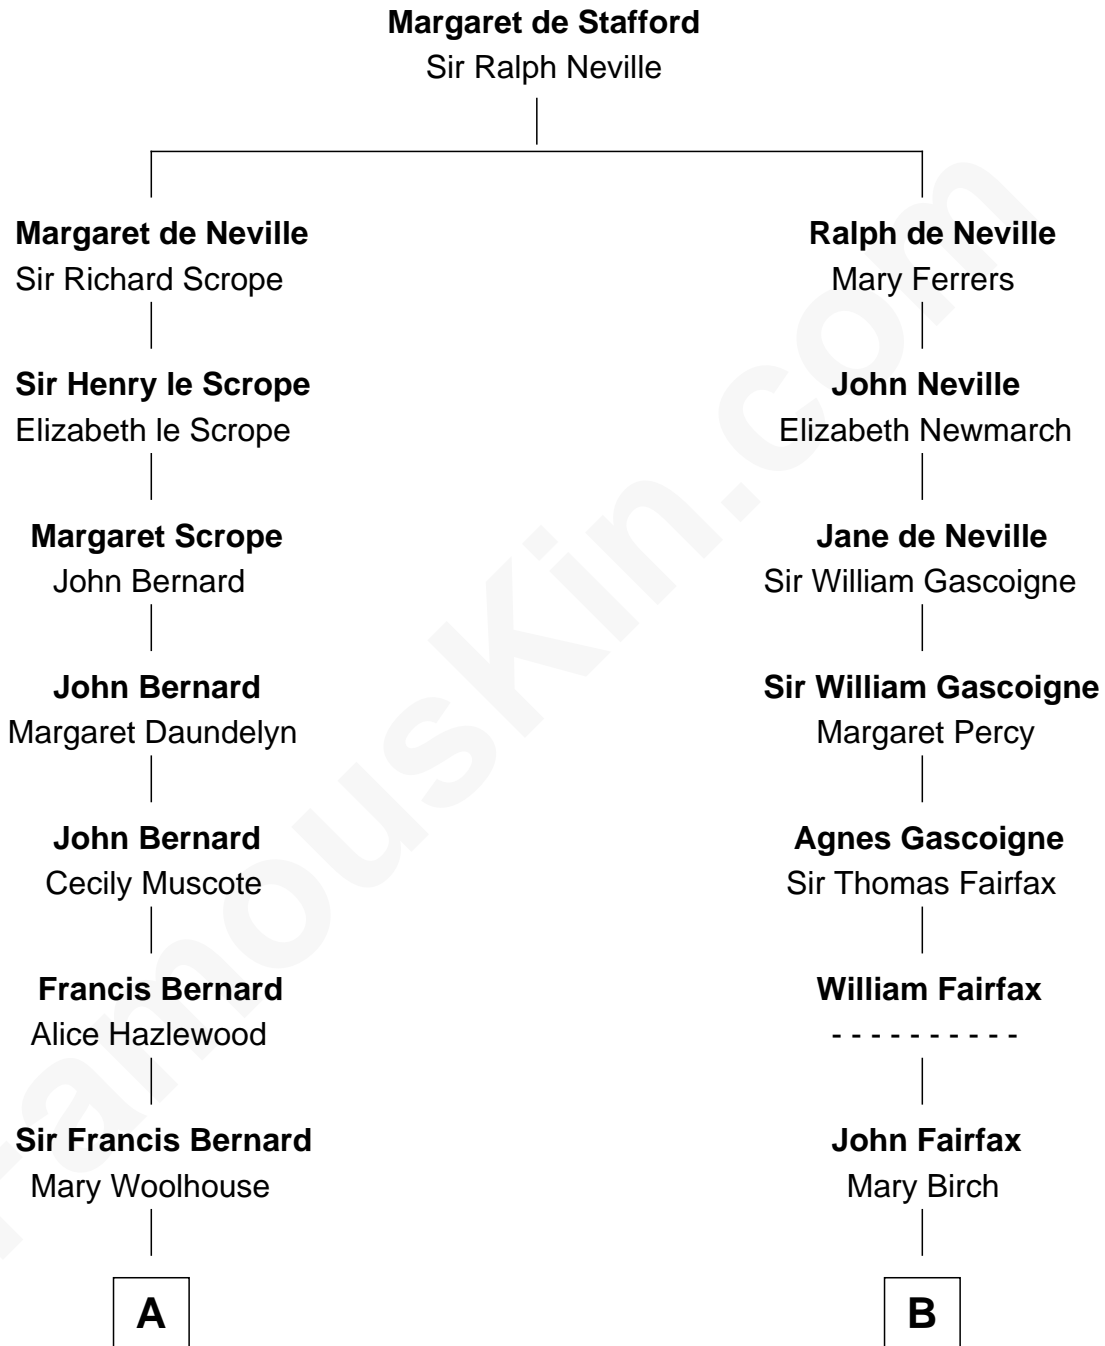 Margaret de Stafford
Sir Ralph Neville
Margaret de Neville
Sir Richard Scrope
Ralph de Neville
Mary Ferrers
Sir Henry le Scrope
Elizabeth le Scrope
John Neville
Elizabeth Newmarch
Margaret Scrope
John Bernard
Jane de Neville
Sir William Gascoigne
John Bernard
Margaret Daundelyn
Sir William Gascoigne
Margaret Percy
John Bernard
Cecily Muscote
Agnes Gascoigne
Sir Thomas Fairfax
Francis Bernard
Alice Hazlewood
William Fairfax
- - - - - - - - - -
Sir Francis Bernard
Mary Woolhouse
John Fairfax
Mary Birch
A
B
FamousKin.com